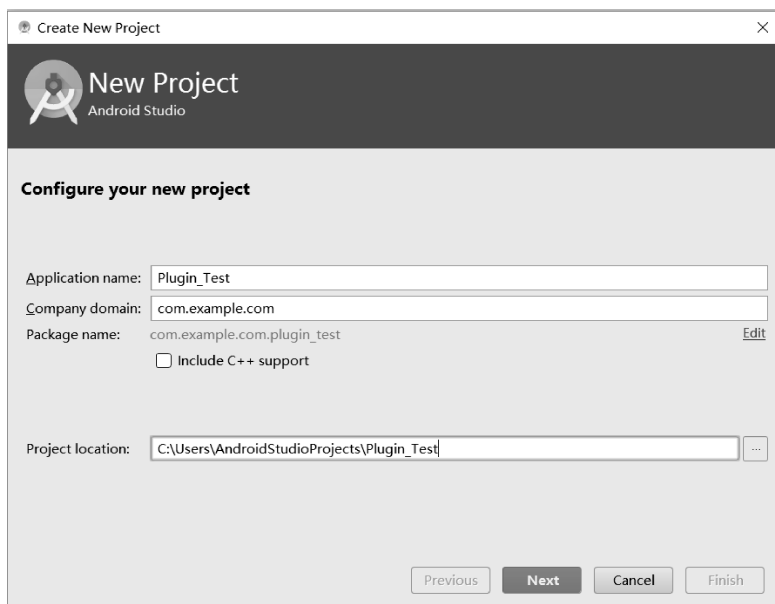 Create New Project
New Project
Android Studio
Configure your new project
Application name: Plugin_Test
Company domain: com.example.com
Package name: com.example.com.plugin_test Edit
Include C++ support
Project location: C:\Users\AndroidStudioProjects\Plugin_Test ...
Previous Next Cancel Finish